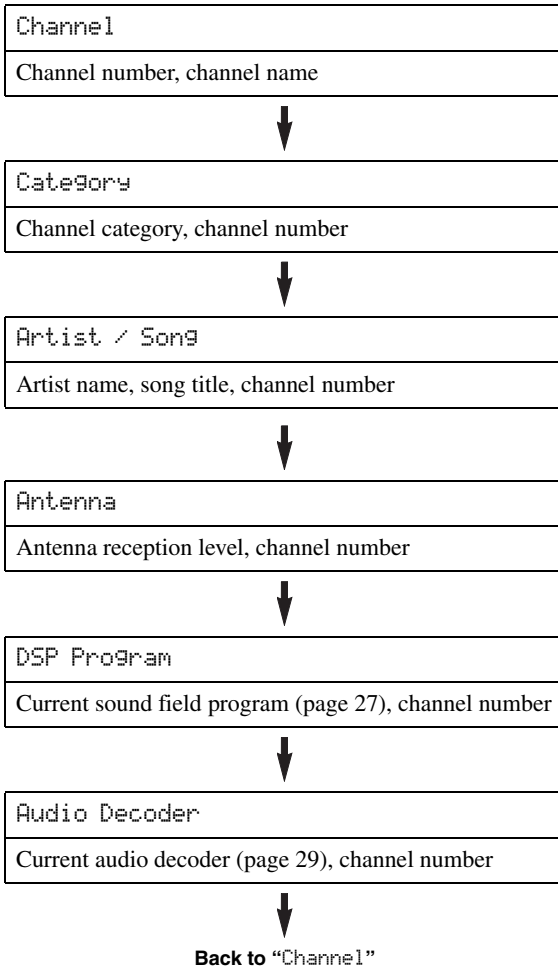 Channel
Channel number, channel name
Category
Channel category, channel number
Artist / Song
Artist name, song title, channel number
Antenna
Antenna reception level, channel number
DSP Program
Current sound field program (page 27), channel number
Audio Decoder
Current audio decoder (page 29), channel number
Back to “Channel”